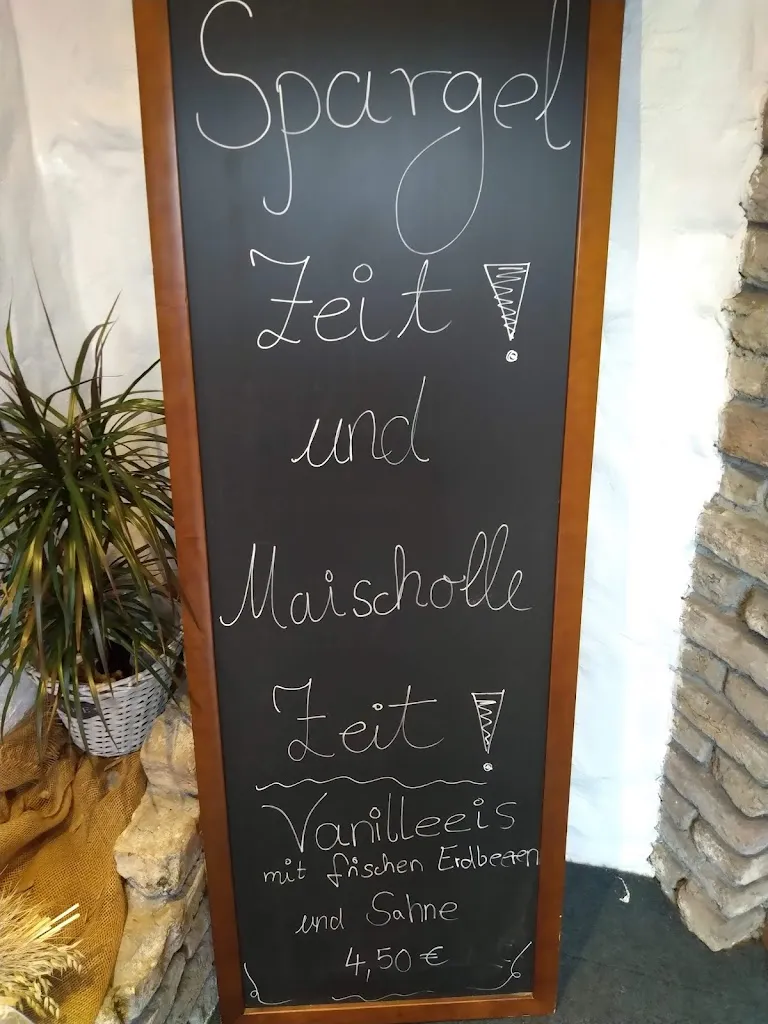 Spargel
Zeit!
und
Maischolle
Zeit!
Vanilleeis
mit frischen Erdbeeren
und Sahne
4,50 €